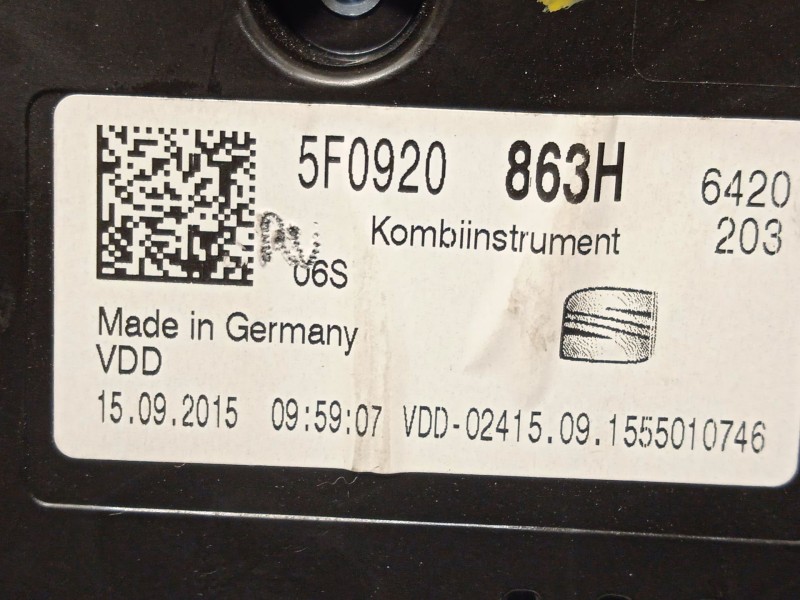 5F0920 863H 6420
Kombiinstrument 203
06S
Made in Germany
VDD
15.09.2015 09:59:07 VDD-02415.09.1555010746